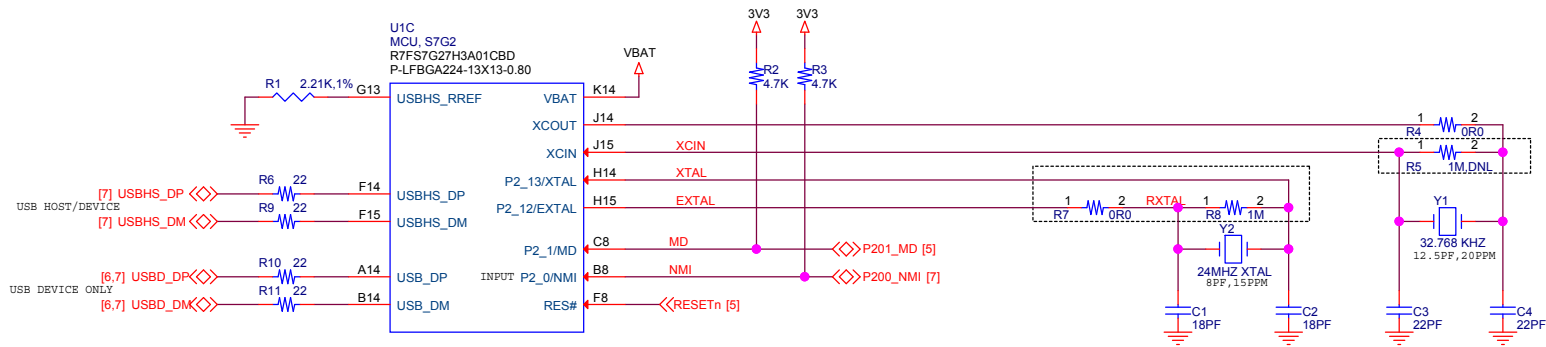 3V3 3V3
U1C
MCU, S7G2
R7FS7G27H3A01CBD
P-LFBGA224-13X13-0.80
VBAT
R2
4.7K
R3
4.7K
R1 2.21K,1%
G13 USBHS_RREF
VBAT K14
XCOUT J14
1 2
R4 0R0
XCIN J15 XCIN
1 2
R5 1M,DNL
P2_13/XTAL H14 XTAL
[7] USBHS_DP R6 22 F14 USBHS_DP
USB HOST/DEVICE
[7] USBHS_DM R9 22 F15 USBHS_DM
P2_12/EXTAL H15 EXTAL
1 2 RXTAL 1 2
R7 0R0 R8 1M
Y1
32.768 KHZ
12.5PF,20PPM
Y2
24MHZ XTAL
8PF,15PPM
P2_1/MD C8 MD P201_MD [5]
[6,7] USBD_DP R10 22 A14 USB_DP
INPUT P2_0/NMI B8 NMI P200_NMI [7]
USB DEVICE ONLY
[6,7] USBD_DM R11 22 B14 USB_DM
RES# F8 RESETn [5]
C1
18PF
C2
18PF
C3
22PF
C4
22PF